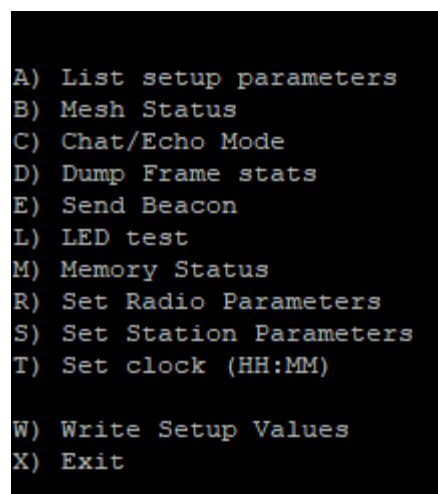 A) List setup parameters
B) Mesh Status
C) Chat/Echo Mode
D) Dump Frame stats
E) Send Beacon
L) LED test
M) Memory Status
R) Set Radio Parameters
S) Set Station Parameters
T) Set clock (HH:MM)
W) Write Setup Values
X) Exit